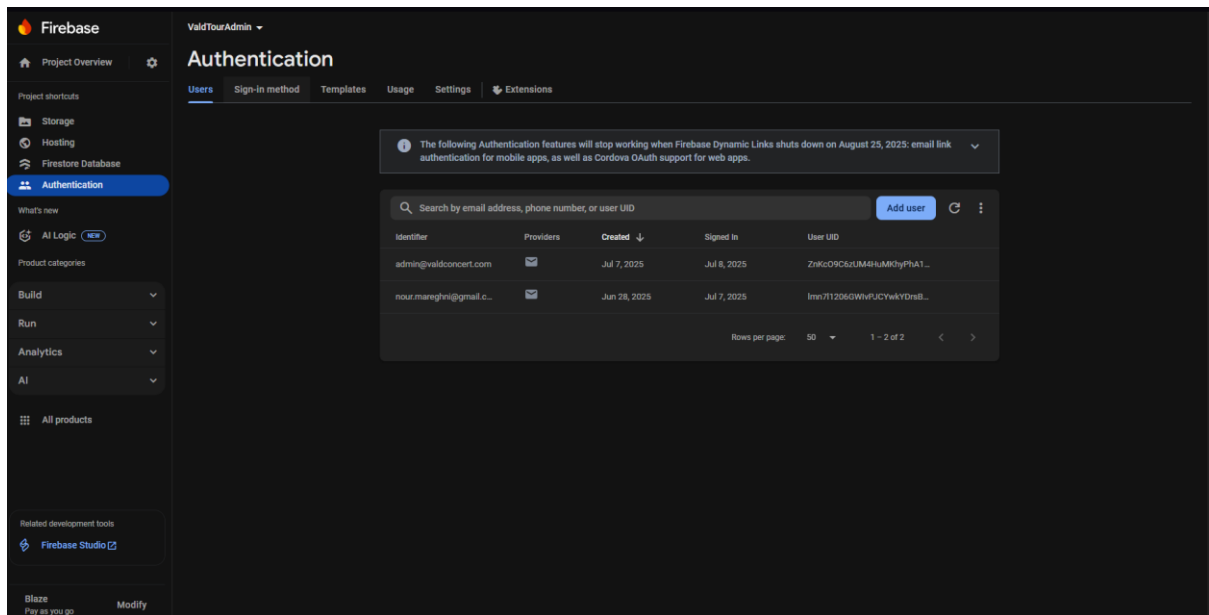 Firebase
Project Overview
Project shortcuts
Storage
Hosting
Firestore Database
Authentication
What's new
AI Logic NEW
Product categories
Build
Run
Analytics
AI
All products
Related development tools
Firebase Studio
Blaze
Pay as you go
Modify
ValdTourAdmin
Authentication
Users Sign-in method Templates Usage Settings Extensions
The following Authentication features will stop working when Firebase Dynamic Links shuts down on August 25, 2025: email link
authentication for mobile apps, as well as Cordova OAuth support for web apps.
Search by email address, phone number, or user UID Add user
Identifier Providers Created Signed In User UID
admin@valdconcert.com Jul 7, 2025 Jul 8, 2025
nour.mareghni@gmail.c... Jun 28, 2025 Jul 7, 2025
Rows per page: 50 1 – 2 of 2